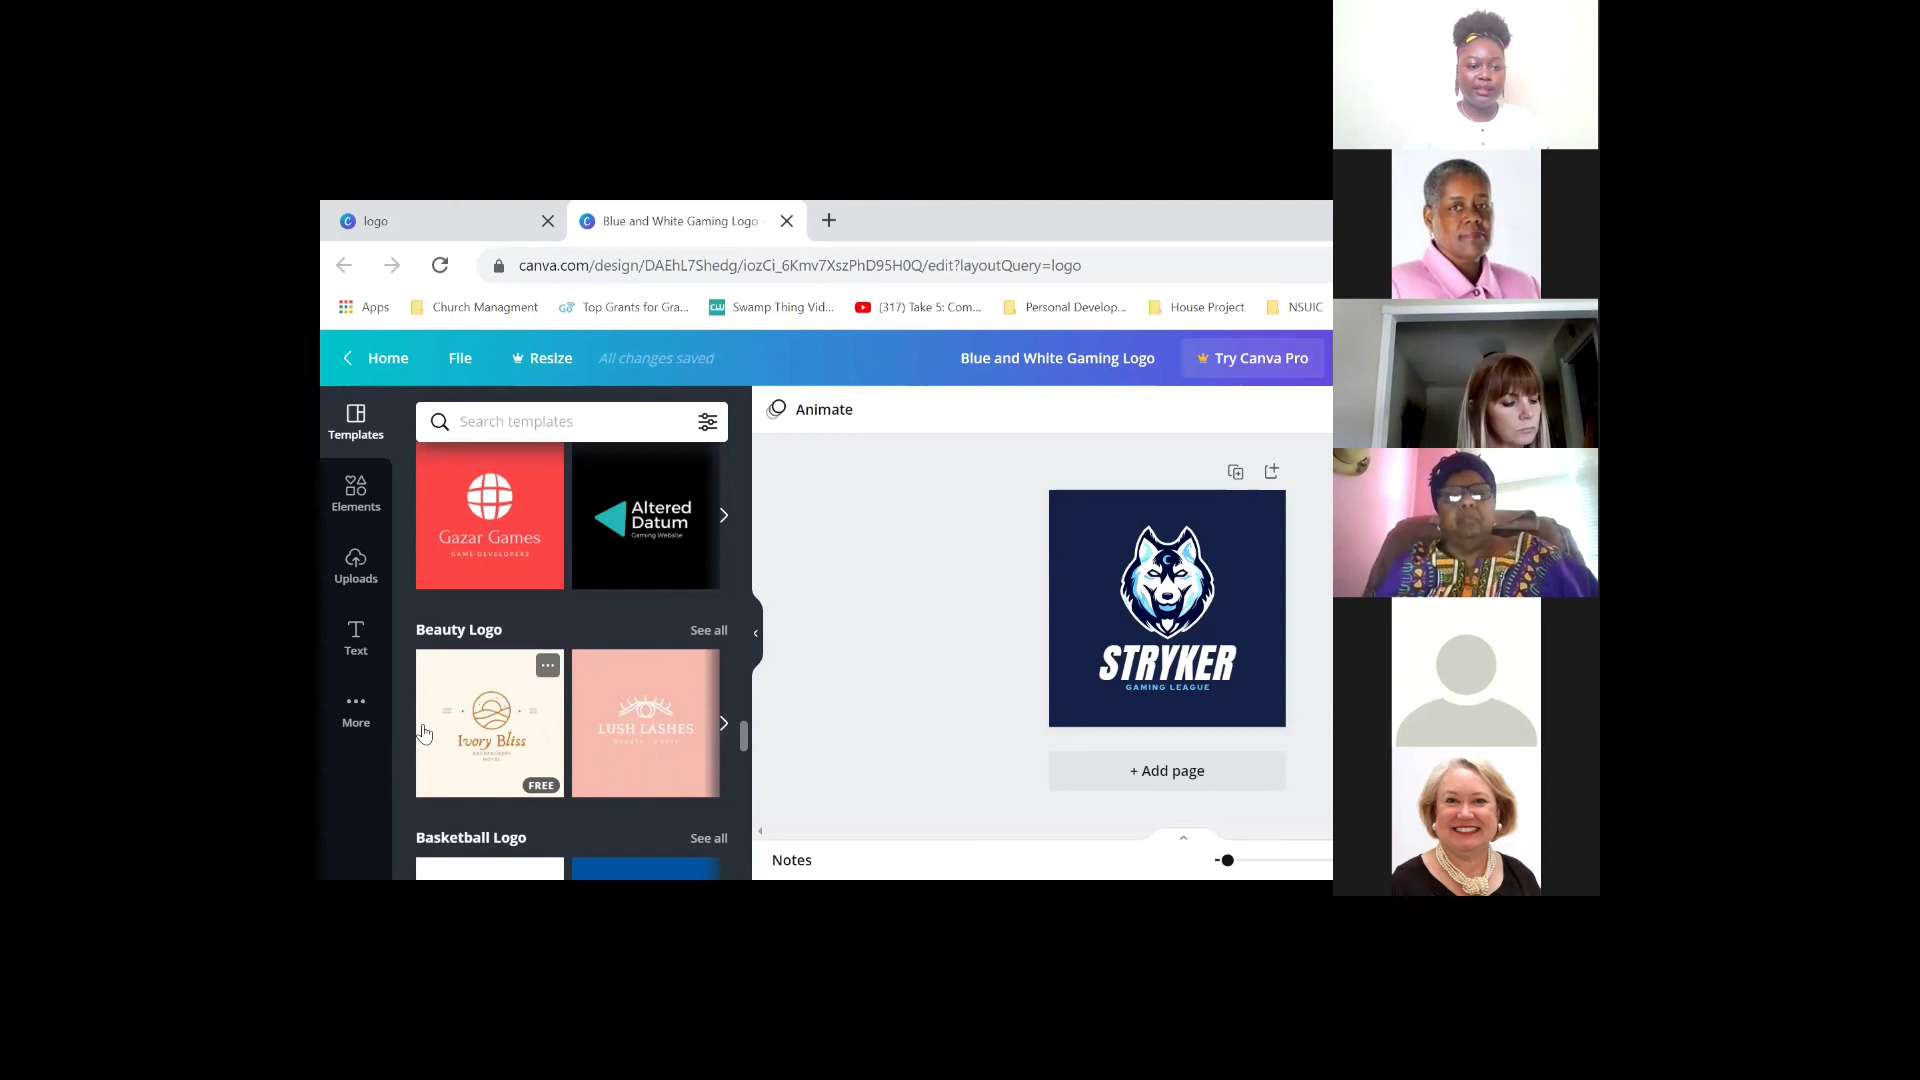 logo
Blue and White Gaming Logo
canva.com/design/DAEhL7Shedg/iozCi_6Kmv7XszPhD95H0Q/edit?layoutQuery=logo
Apps Church Managment Top Grants for Gra... Swamp Thing Vid... (317) Take 5: Com... Personal Develop... House Project NSUIC
Home File Resize All changes saved Blue and White Gaming Logo Try Canva Pro
Templates
Elements
Uploads
Text
More
Search templates
Gazar Games
GAME DEVELOPERS
Altered
Datum
Gaming Website
Beauty Logo See all
Ivory Bliss
BACKPACKERS
HOTEL
FREE
LUSH LASHES
Basketball Logo See all
Animate
STRYKER
GAMING LEAGUE
+ Add page
Notes